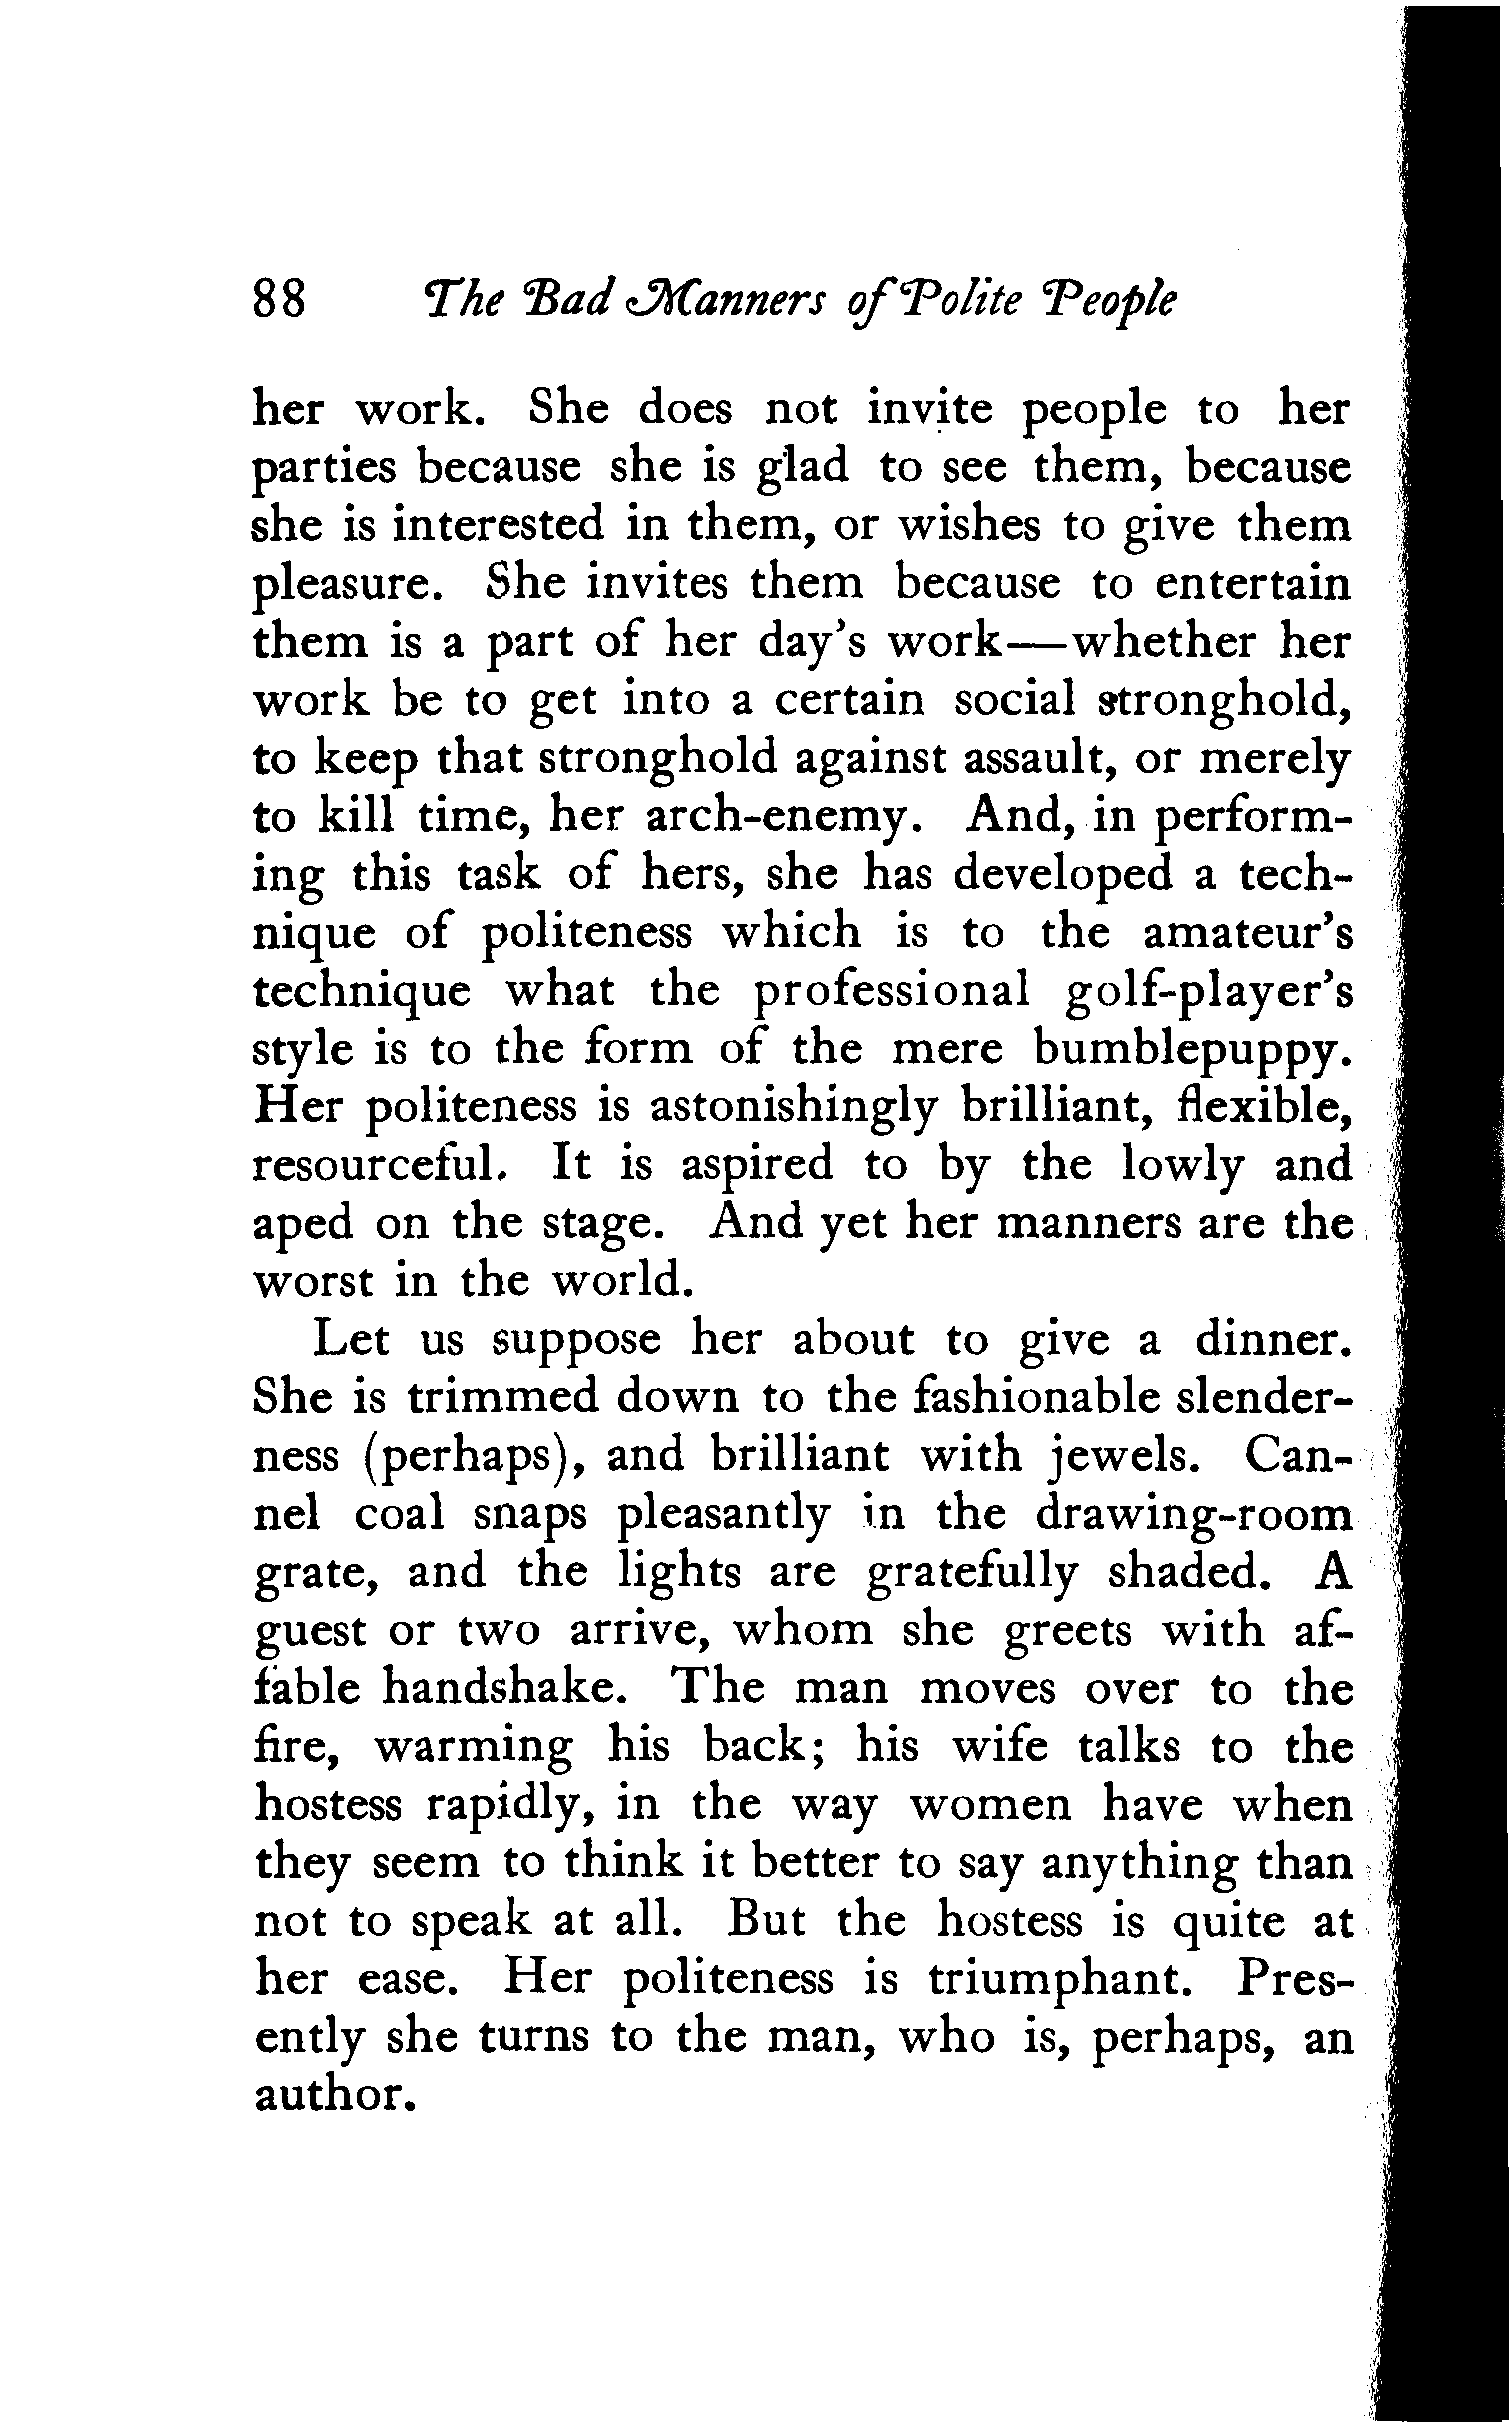 88 The Bad Manners of Polite People
her work. She does not invite people to her
parties because she is glad to see them, because
she is interested in them, or wishes to give them
pleasure. She invites them because to entertain
them is a part of her day's work—whether her
work be to get into a certain social stronghold,
to keep that stronghold against assault, or merely
to kill time, her arch-enemy. And, in perform-
ing this task of hers, she has developed a tech-
nique of politeness which is to the amateur's
technique what the professional golf-player's
style is to the form of the mere bumblepuppy.
Her politeness is astonishingly brilliant, flexible,
resourceful. It is aspired to by the lowly and
aped on the stage. And yet her manners are the
worst in the world.
Let us suppose her about to give a dinner.
She is trimmed down to the fashionable slender-
ness (perhaps), and brilliant with jewels. Can-
nel coal snaps pleasantly in the drawing-room
grate, and the lights are gratefully shaded. A
guest or two arrive, whom she greets with af-
fable handshake. The man moves over to the
fire, warming his back; his wife talks to the
hostess rapidly, in the way women have when
they seem to think it better to say anything than
not to speak at all. But the hostess is quite at
her ease. Her politeness is triumphant. Pres-
ently she turns to the man, who is, perhaps, an
author.